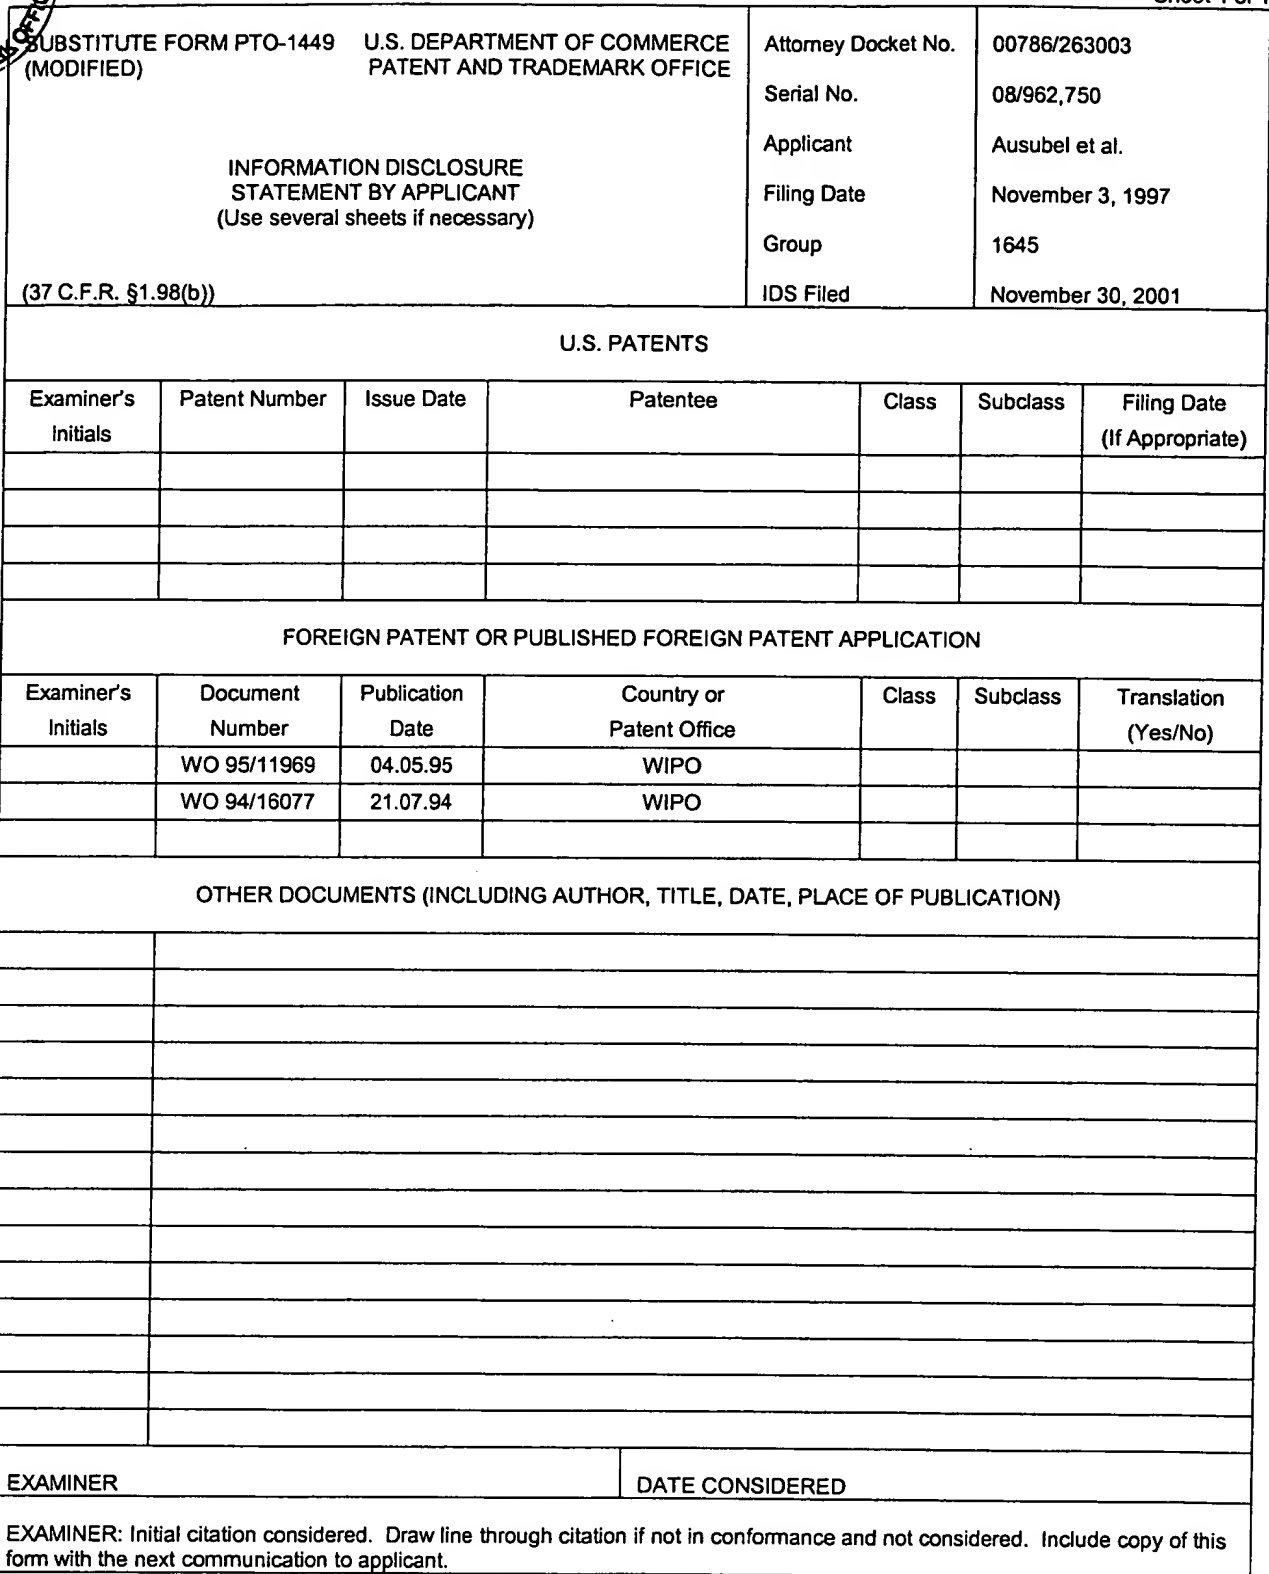 Sheet 1 of 1
OFFIC
SUBSTITUTE FORM PTO-1449 U.S. DEPARTMENT OF COMMERCE
(MODIFIED) PATENT AND TRADEMARK OFFICE
INFORMATION DISCLOSURE
STATEMENT BY APPLICANT
(Use several sheets if necessary)
(37 C.F.R. §1.98(b))
Attorney Docket No. 00786/263003
Serial No. 08/962,750
Applicant Ausubel et al.
Filing Date November 3, 1997
Group 1645
IDS Filed November 30, 2001
U.S. PATENTS
Examiner's Initials Patent Number Issue Date Patentee Class Subclass Filing Date (If Appropriate)
FOREIGN PATENT OR PUBLISHED FOREIGN PATENT APPLICATION
Examiner's Initials Document Number Publication Date Country or Patent Office Class Subclass Translation (Yes/No)
WO 95/11969 04.05.95 WIPO
WO 94/16077 21.07.94 WIPO
OTHER DOCUMENTS (INCLUDING AUTHOR, TITLE, DATE, PLACE OF PUBLICATION)
EXAMINER DATE CONSIDERED
EXAMINER: Initial citation considered. Draw line through citation if not in conformance and not considered. Include copy of this
form with the next communication to applicant.